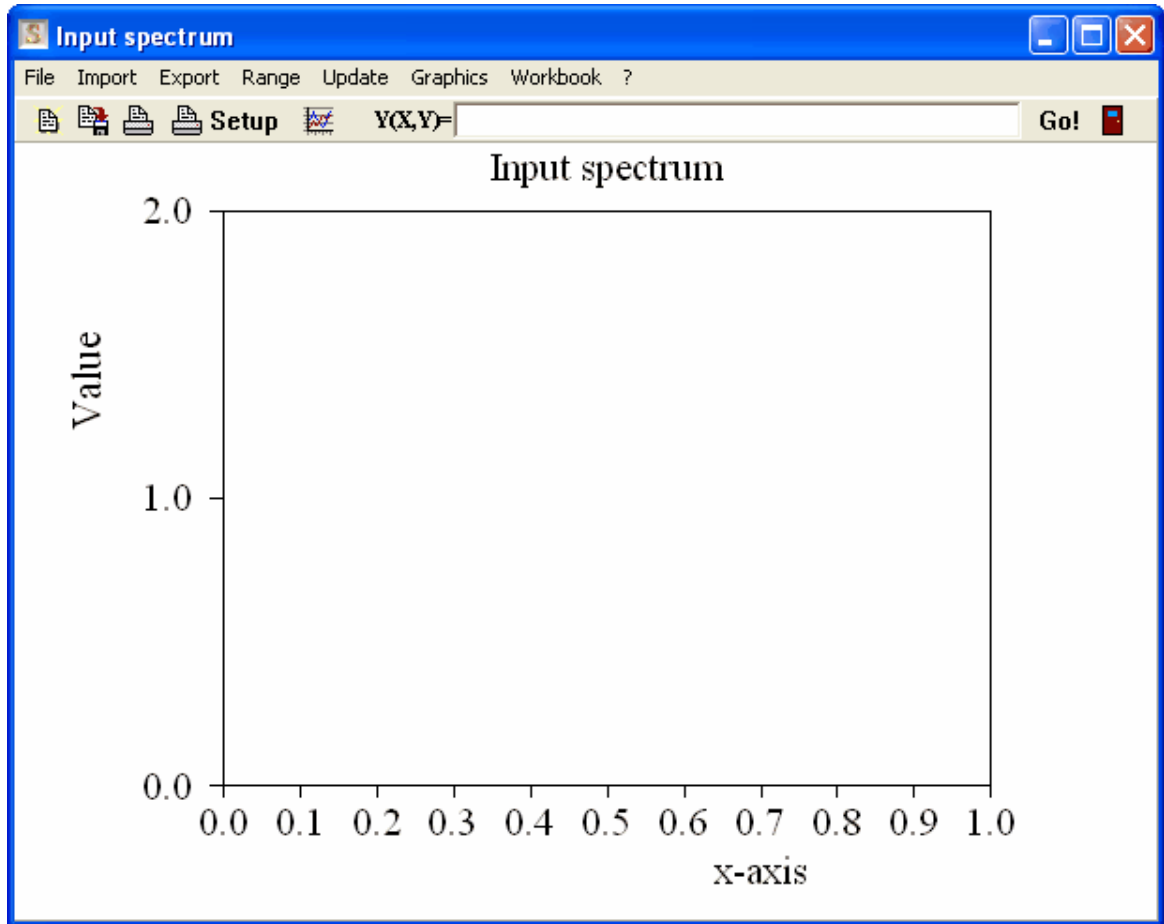 Input spectrum
File Import Export Range Update Graphics Workbook ?
Setup Y(X,Y)= Go!
Input spectrum
2.0
Value
1.0
0.0
0.0 0.1 0.2 0.3 0.4 0.5 0.6 0.7 0.8 0.9 1.0
x-axis